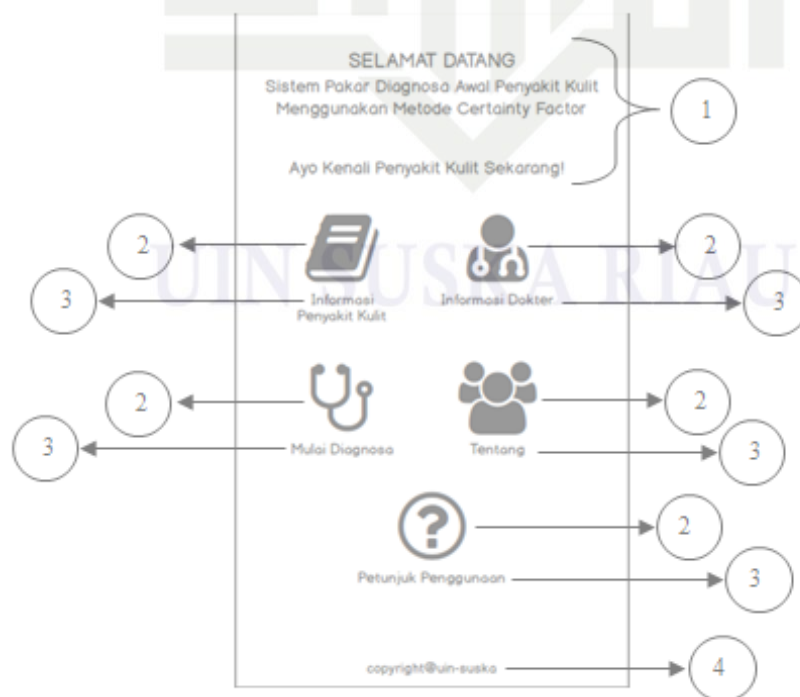 SELAMAT DATANG
Sistem Pakar Diagnosa Awal Penyakit Kulit
Menggunakan Metode Certainty Factor
1
Ayo Kenali Penyakit Kulit Sekarang!
2
2
UIN SUSKA RIAU
3
Informasi
Penyakit Kulit
Informasi Dokter
3
2
2
3
Mulai Diagnosa
Tentang
3
?
2
Petunjuk Penggunaan
3
copyright@uin-suska
4